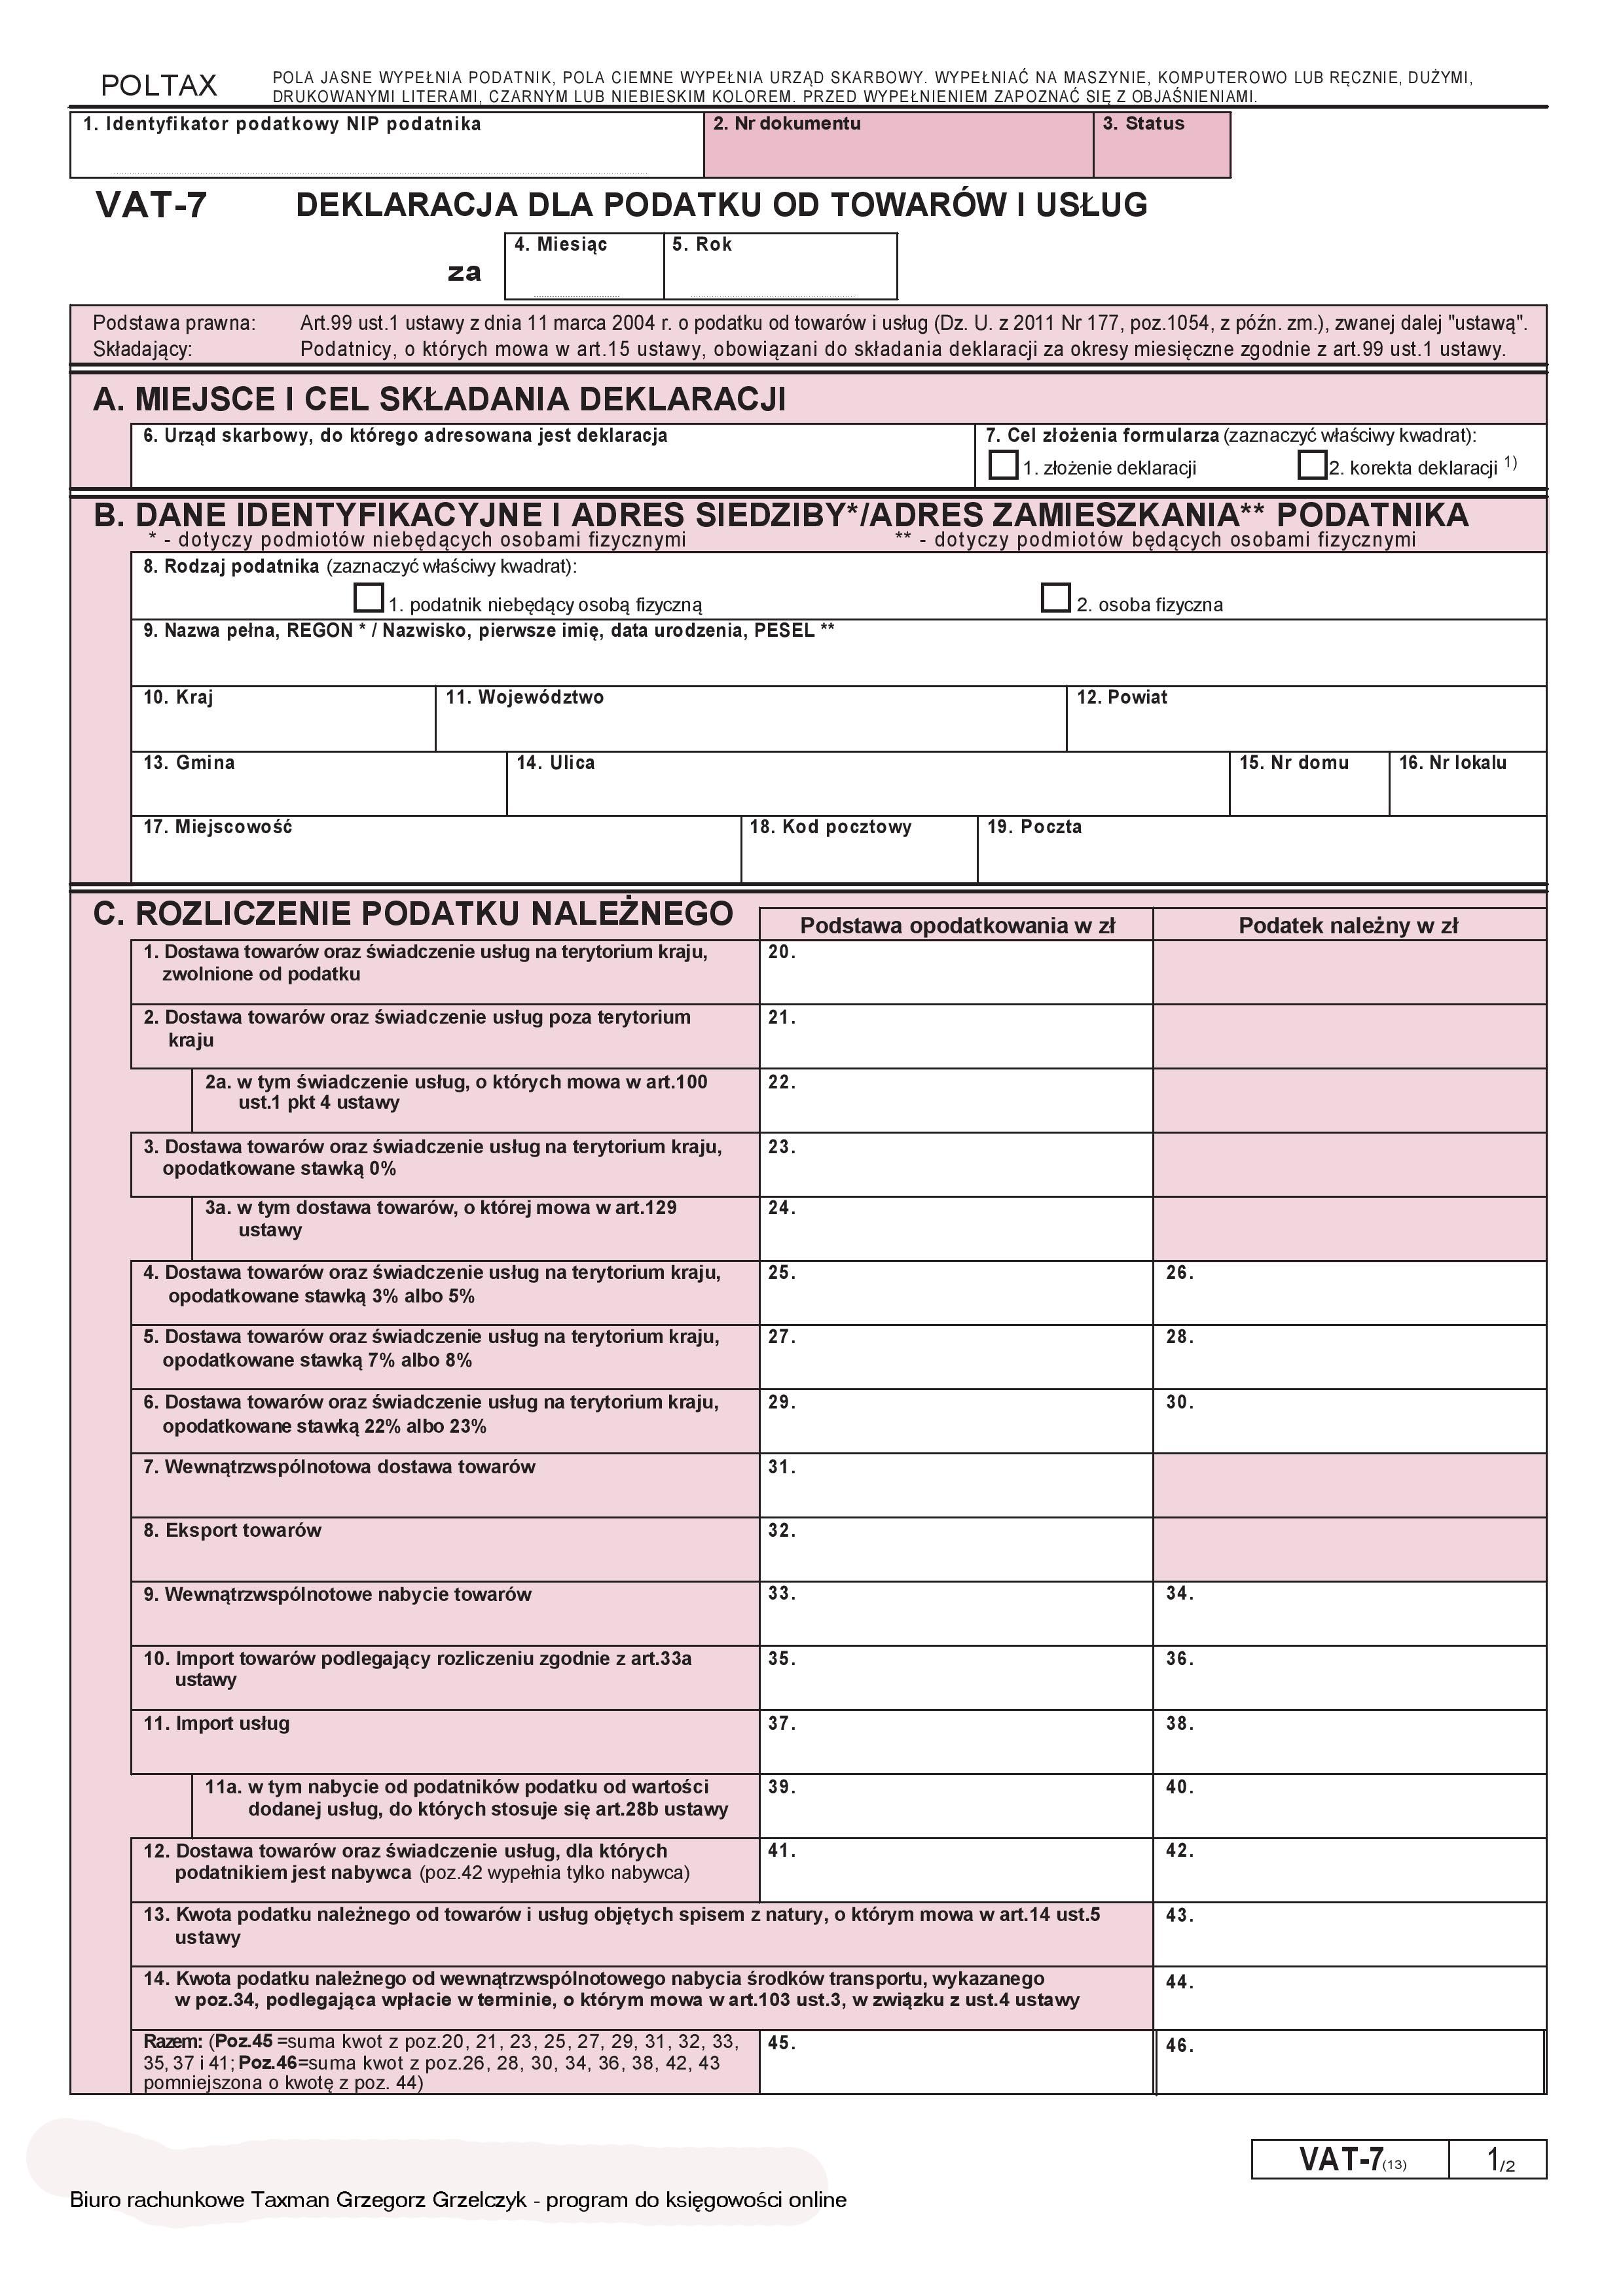 POLTAX
POLA JASNE WYPEŁNIA PODATNIK, POLA CIEMNE WYPEŁNIA URZĄD SKARBOWY. WYPEŁNIAĆ NA MASZYNIE, KOMPUTEROWO LUB RĘCZNIE, DUŻYMI,
DRUKOWANYMI LITERAMI, CZARNYM LUB NIEBIESKIM KOLOREM. PRZED WYPEŁNIENIEM ZAPOZNAĆ SIĘ Z OBJAŚNIENIAMI.
1. Identyfikator podatkowy NIP podatnika
2. Nr dokumentu
3. Status
VAT-7 DEKLARACJA DLA PODATKU OD TOWARÓW I USŁUG
za
4. Miesiąc
5. Rok
Podstawa prawna: Art.99 ust.1 ustawy z dnia 11 marca 2004 r. o podatku od towarów i usług (Dz. U. z 2011 Nr 177, poz.1054, z późn. zm.), zwanej dalej "ustawą".
Składający: Podatnicy, o których mowa w art.15 ustawy, obowiązani do składania deklaracji za okresy miesięczne zgodnie z art.99 ust.1 ustawy.
A. MIEJSCE I CEL SKŁADANIA DEKLARACJI
6. Urząd skarbowy, do którego adresowana jest deklaracja
7. Cel złożenia formularza (zaznaczyć właściwy kwadrat):
1. złożenie deklaracji
2. korekta deklaracji 1)
B. DANE IDENTYFIKACYJNE I ADRES SIEDZIBY*/ADRES ZAMIESZKANIA** PODATNIKA
* - dotyczy podmiotów niebędących osobami fizycznymi
** - dotyczy podmiotów będących osobami fizycznymi
8. Rodzaj podatnika (zaznaczyć właściwy kwadrat):
1. podatnik niebędący osobą fizyczną
2. osoba fizyczna
9. Nazwa pełna, REGON * / Nazwisko, pierwsze imię, data urodzenia, PESEL **
10. Kraj
11. Województwo
12. Powiat
13. Gmina
14. Ulica
15. Nr domu
16. Nr lokalu
17. Miejscowość
18. Kod pocztowy
19. Poczta
C. ROZLICZENIE PODATKU NALEŻNEGO
Podstawa opodatkowania w zł
Podatek należny w zł
1. Dostawa towarów oraz świadczenie usług na terytorium kraju,
zwolnione od podatku
20.
2. Dostawa towarów oraz świadczenie usług poza terytorium
kraju
21.
2a. w tym świadczenie usług, o których mowa w art.100
ust.1 pkt 4 ustawy
22.
3. Dostawa towarów oraz świadczenie usług na terytorium kraju,
opodatkowane stawką 0%
23.
3a. w tym dostawa towarów, o której mowa w art.129
ustawy
24.
4. Dostawa towarów oraz świadczenie usług na terytorium kraju,
opodatkowane stawką 3% albo 5%
25.
26.
5. Dostawa towarów oraz świadczenie usług na terytorium kraju,
opodatkowane stawką 7% albo 8%
27.
28.
6. Dostawa towarów oraz świadczenie usług na terytorium kraju,
opodatkowane stawką 22% albo 23%
29.
30.
7. Wewnątrzwspólnotowa dostawa towarów
31.
8. Eksport towarów
32.
9. Wewnątrzwspólnotowe nabycie towarów
33.
34.
10. Import towarów podlegający rozliczeniu zgodnie z art.33a
ustawy
35.
36.
11. Import usług
37.
38.
11a. w tym nabycie od podatników podatku od wartości
dodanej usług, do których stosuje się art.28b ustawy
39.
40.
12. Dostawa towarów oraz świadczenie usług, dla których
podatnikiem jest nabywca (poz.42 wypełnia tylko nabywca)
41.
42.
13. Kwota podatku należnego od towarów i usług objętych spisem z natury, o którym mowa w art.14 ust.5
ustawy
43.
14. Kwota podatku należnego od wewnątrzwspólnotowego nabycia środków transportu, wykazanego
w poz.34, podlegająca wpłacie w terminie, o którym mowa w art.103 ust.3, w związku z ust.4 ustawy
44.
Razem: (Poz.45 =suma kwot z poz.20, 21, 23, 25, 27, 29, 31, 32, 33,
35, 37 i 41; Poz.46=suma kwot z poz.26, 28, 30, 34, 36, 38, 42, 43
pomniejszona o kwotę z poz. 44)
45.
46.
VAT-7(13)
1/2
Biuro rachunkowe Taxman Grzegorz Grzelczyk - program do księgowości online